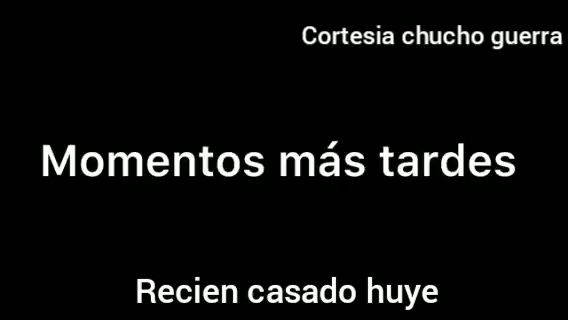 Cortesia chucho guerra
Momentos más tardes
Recien casado huye